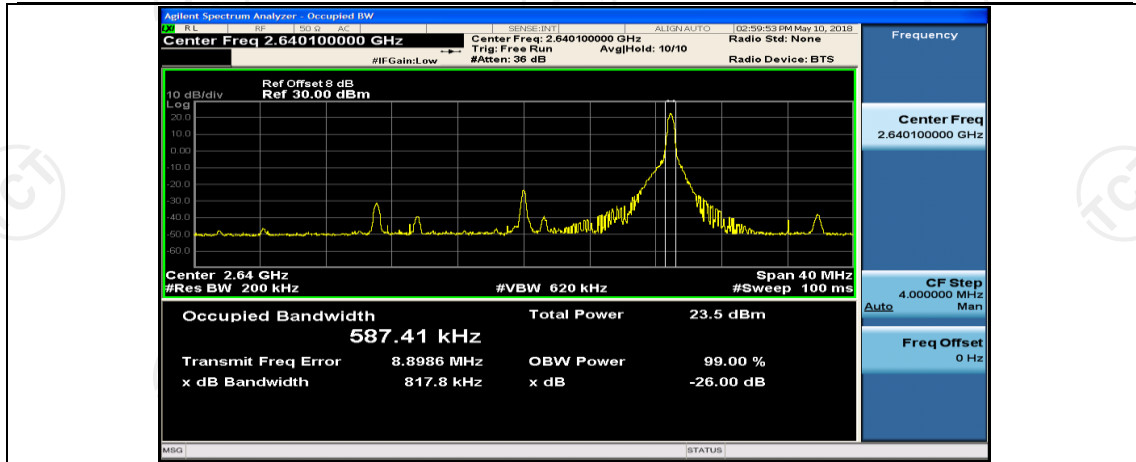 Agilent Spectrum Analyzer - Occupied BW
LXI RL RF 50 Ω AC SENSE:INT ALIGN AUTO 02:59:53 PM May 10, 2018
Center Freq 2.640100000 GHz
Center Freq: 2.640100000 GHz
Radio Std: None
Trig: Free Run Avg|Hold: 10/10
#IFGain:Low #Atten: 36 dB Radio Device: BTS
Ref Offset 8 dB
10 dB/div Ref 30.00 dBm
Log
20.0
10.0
0.00
-10.0
-20.0
-30.0
-40.0
-50.0
-60.0
Center 2.64 GHz Span 40 MHz
#Res BW 200 kHz #VBW 620 kHz #Sweep 100 ms
Occupied Bandwidth Total Power 23.5 dBm
587.41 kHz
Transmit Freq Error 8.8986 MHz OBW Power 99.00 %
x dB Bandwidth 817.8 kHz x dB -26.00 dB
MSG STATUS
Frequency
Center Freq
2.640100000 GHz
CF Step
4.000000 MHz
Auto Man
Freq Offset
0 Hz
TCT
TCT